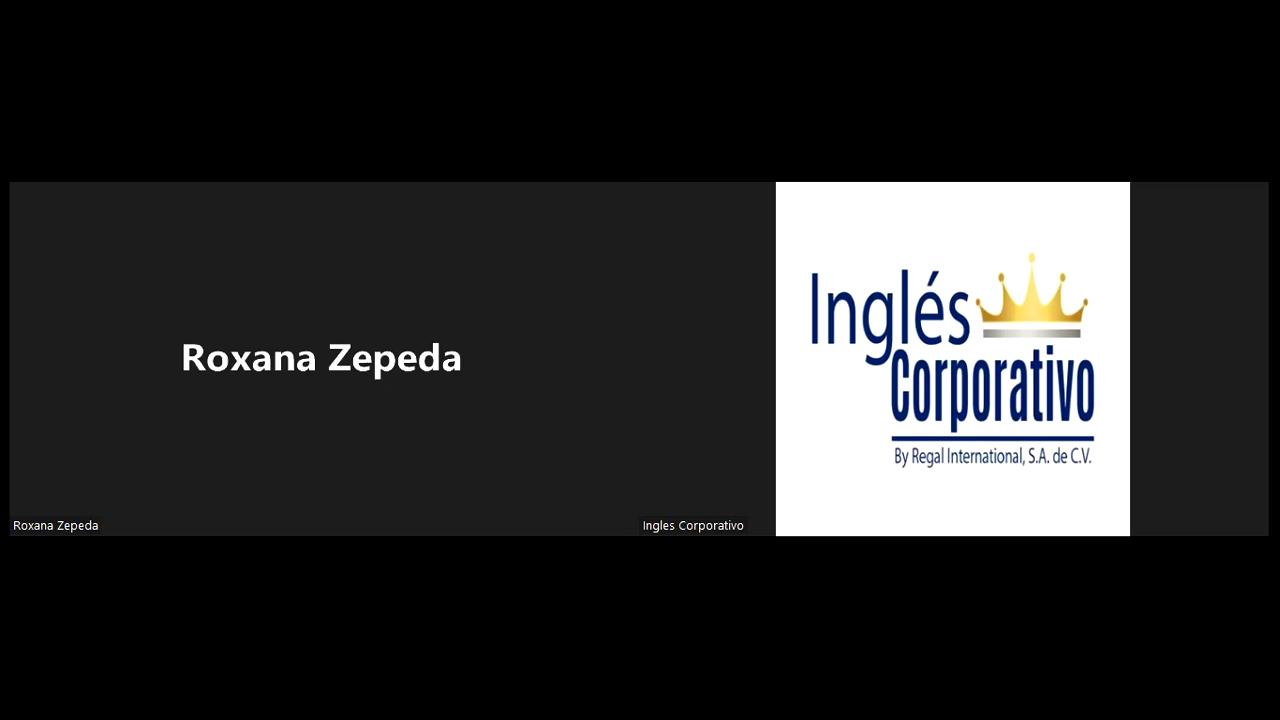 Roxana Zepeda
Roxana Zepeda
Ingles Corporativo
Inglés
Corporativo
By Regal International, S.A. de C.V.